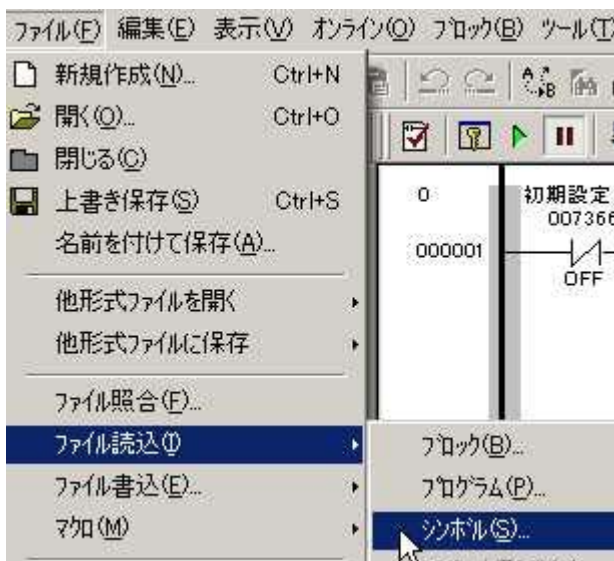 ファイル(F) 編集(E) 表示(V) オンライン(O) ブロック(B) ツール(T)
新規作成(N)... Ctrl+N
開く(O)... Ctrl+O
閉じる(C)
上書き保存(S) Ctrl+S
名前を付けて保存(A)...
他形式ファイルを開く
他形式ファイルに保存
ファイル照合(F)...
ファイル読込(I)
ファイル書込(E)...
マクロ(M)
0 初期設定
007366
000001
OFF
ブロック(B)...
プログラム(P)...
シンボル(S)...